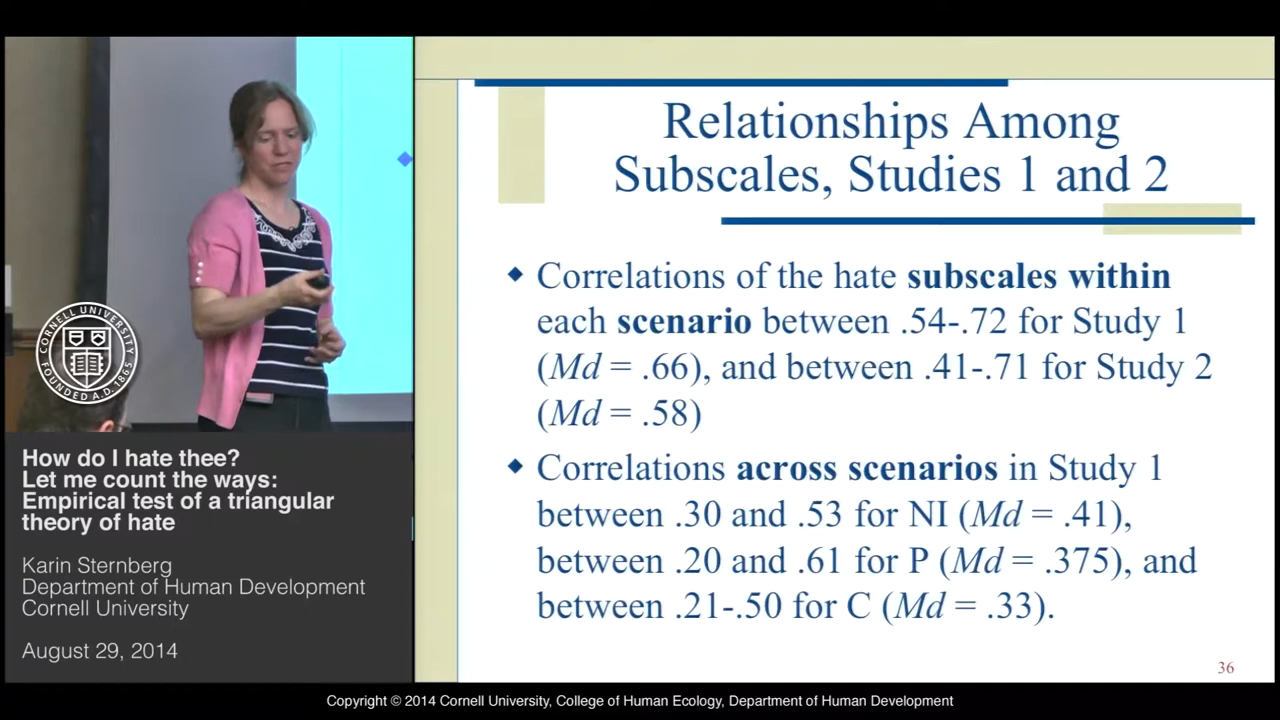 Relationships Among
Subscales, Studies 1 and 2
◆ Correlations of the hate subscales within
each scenario between .54-.72 for Study 1
(Md = .66), and between .41-.71 for Study 2
(Md = .58)
◆ Correlations across scenarios in Study 1
between .30 and .53 for NI (Md = .41),
between .20 and .61 for P (Md = .375), and
between .21-.50 for C (Md = .33).
36
CORNELL UNIVERSITY
FOUNDED A.D. 1865
How do I hate thee?
Let me count the ways:
Empirical test of a triangular
theory of hate
Karin Sternberg
Department of Human Development
Cornell University
August 29, 2014
Copyright © 2014 Cornell University, College of Human Ecology, Department of Human Development